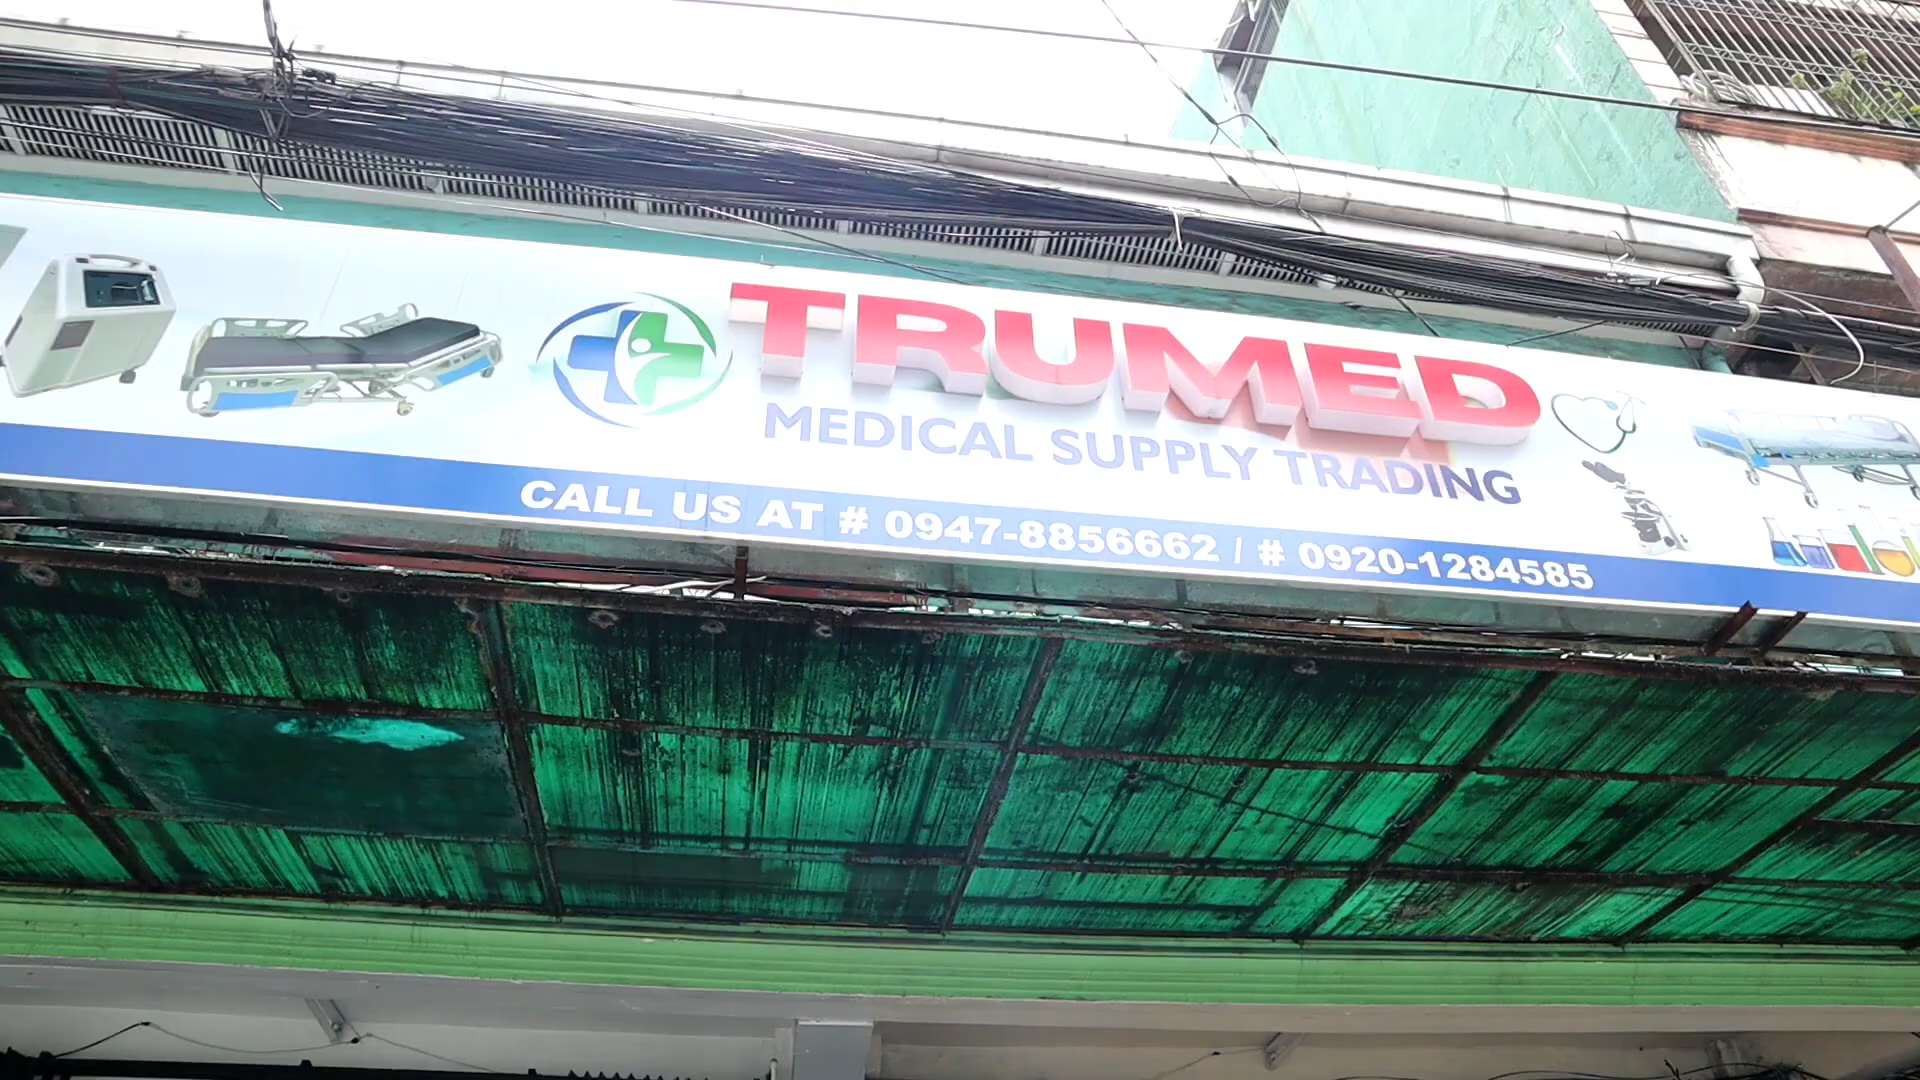 TRUMED
MEDICAL SUPPLY TRADING
CALL US AT # 0947-8856662 / # 0920-1284585